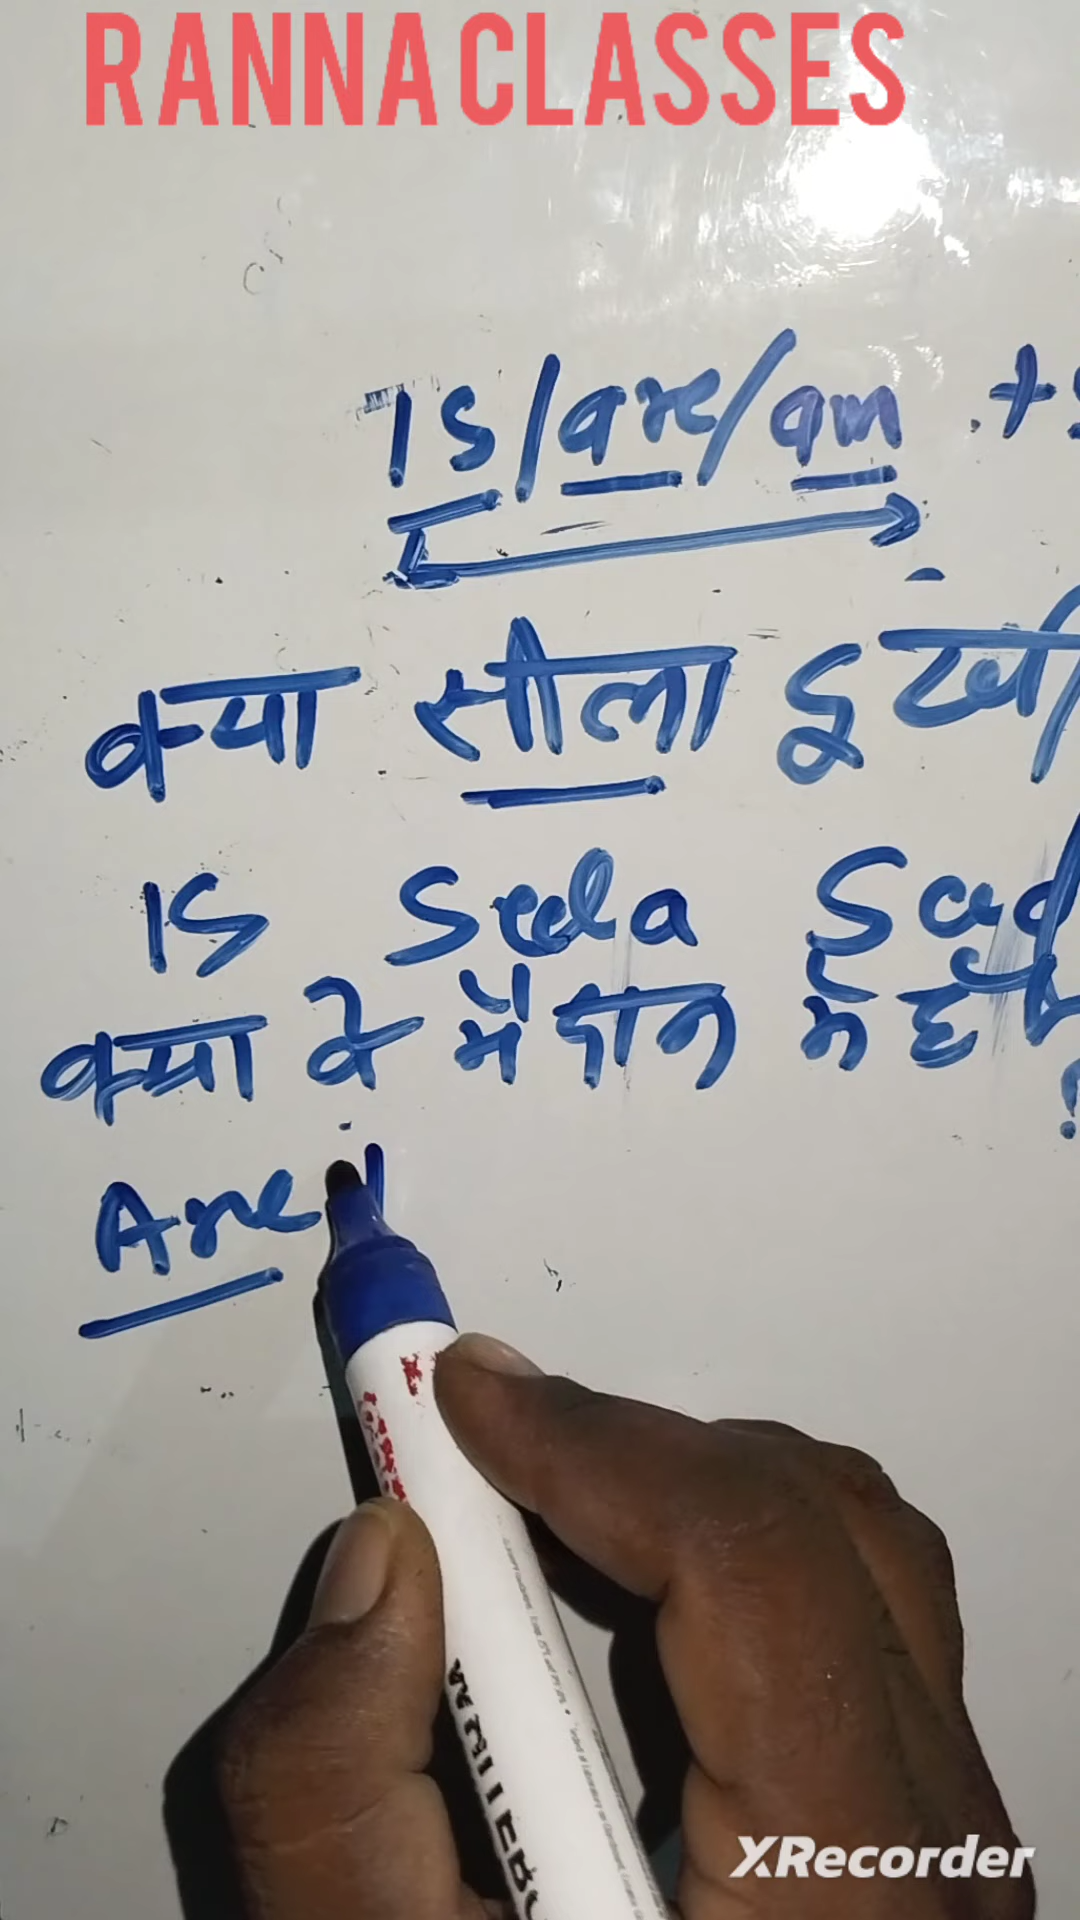 RANNA CLASSES
Is/are/am +
क्या सीला दुखी
Is Seela Sad
क्या वे मैदान मे है ?
Are
XRecorder